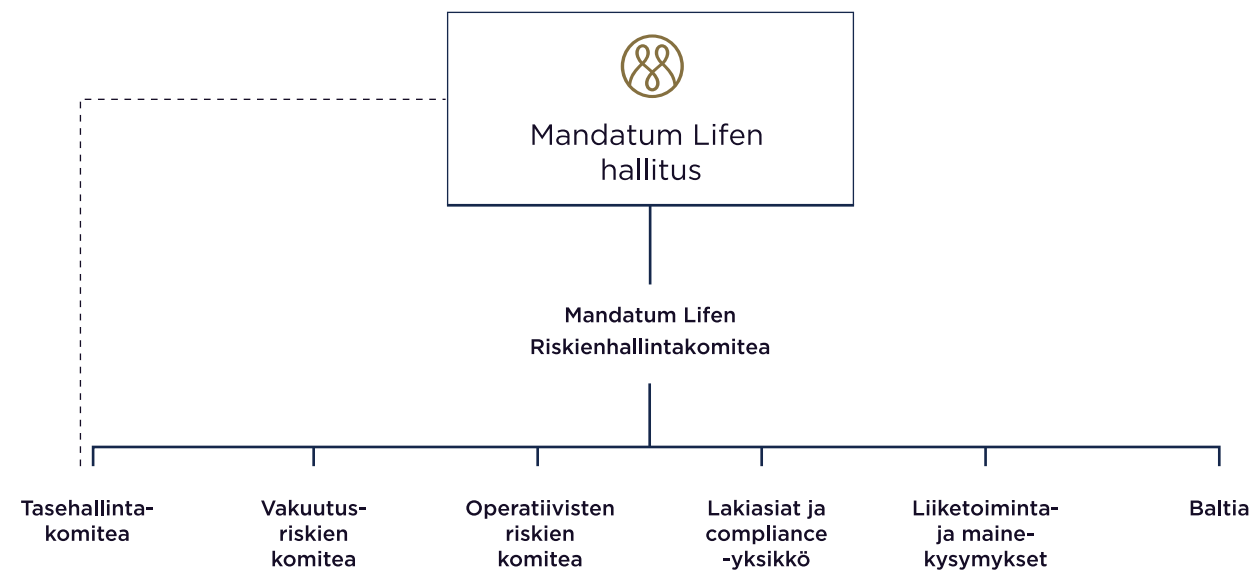 Mandatum Lifen
hallitus
Mandatum Lifen
Riskienhallintakomitea
Tasehallinta-
komitea
Vakuutus-
riskien
komitea
Operatiivisten
riskien
komitea
Lakiasiat ja
compliance
-yksikkö
Liiketoiminta-
ja maine-
kysymykset
Baltia